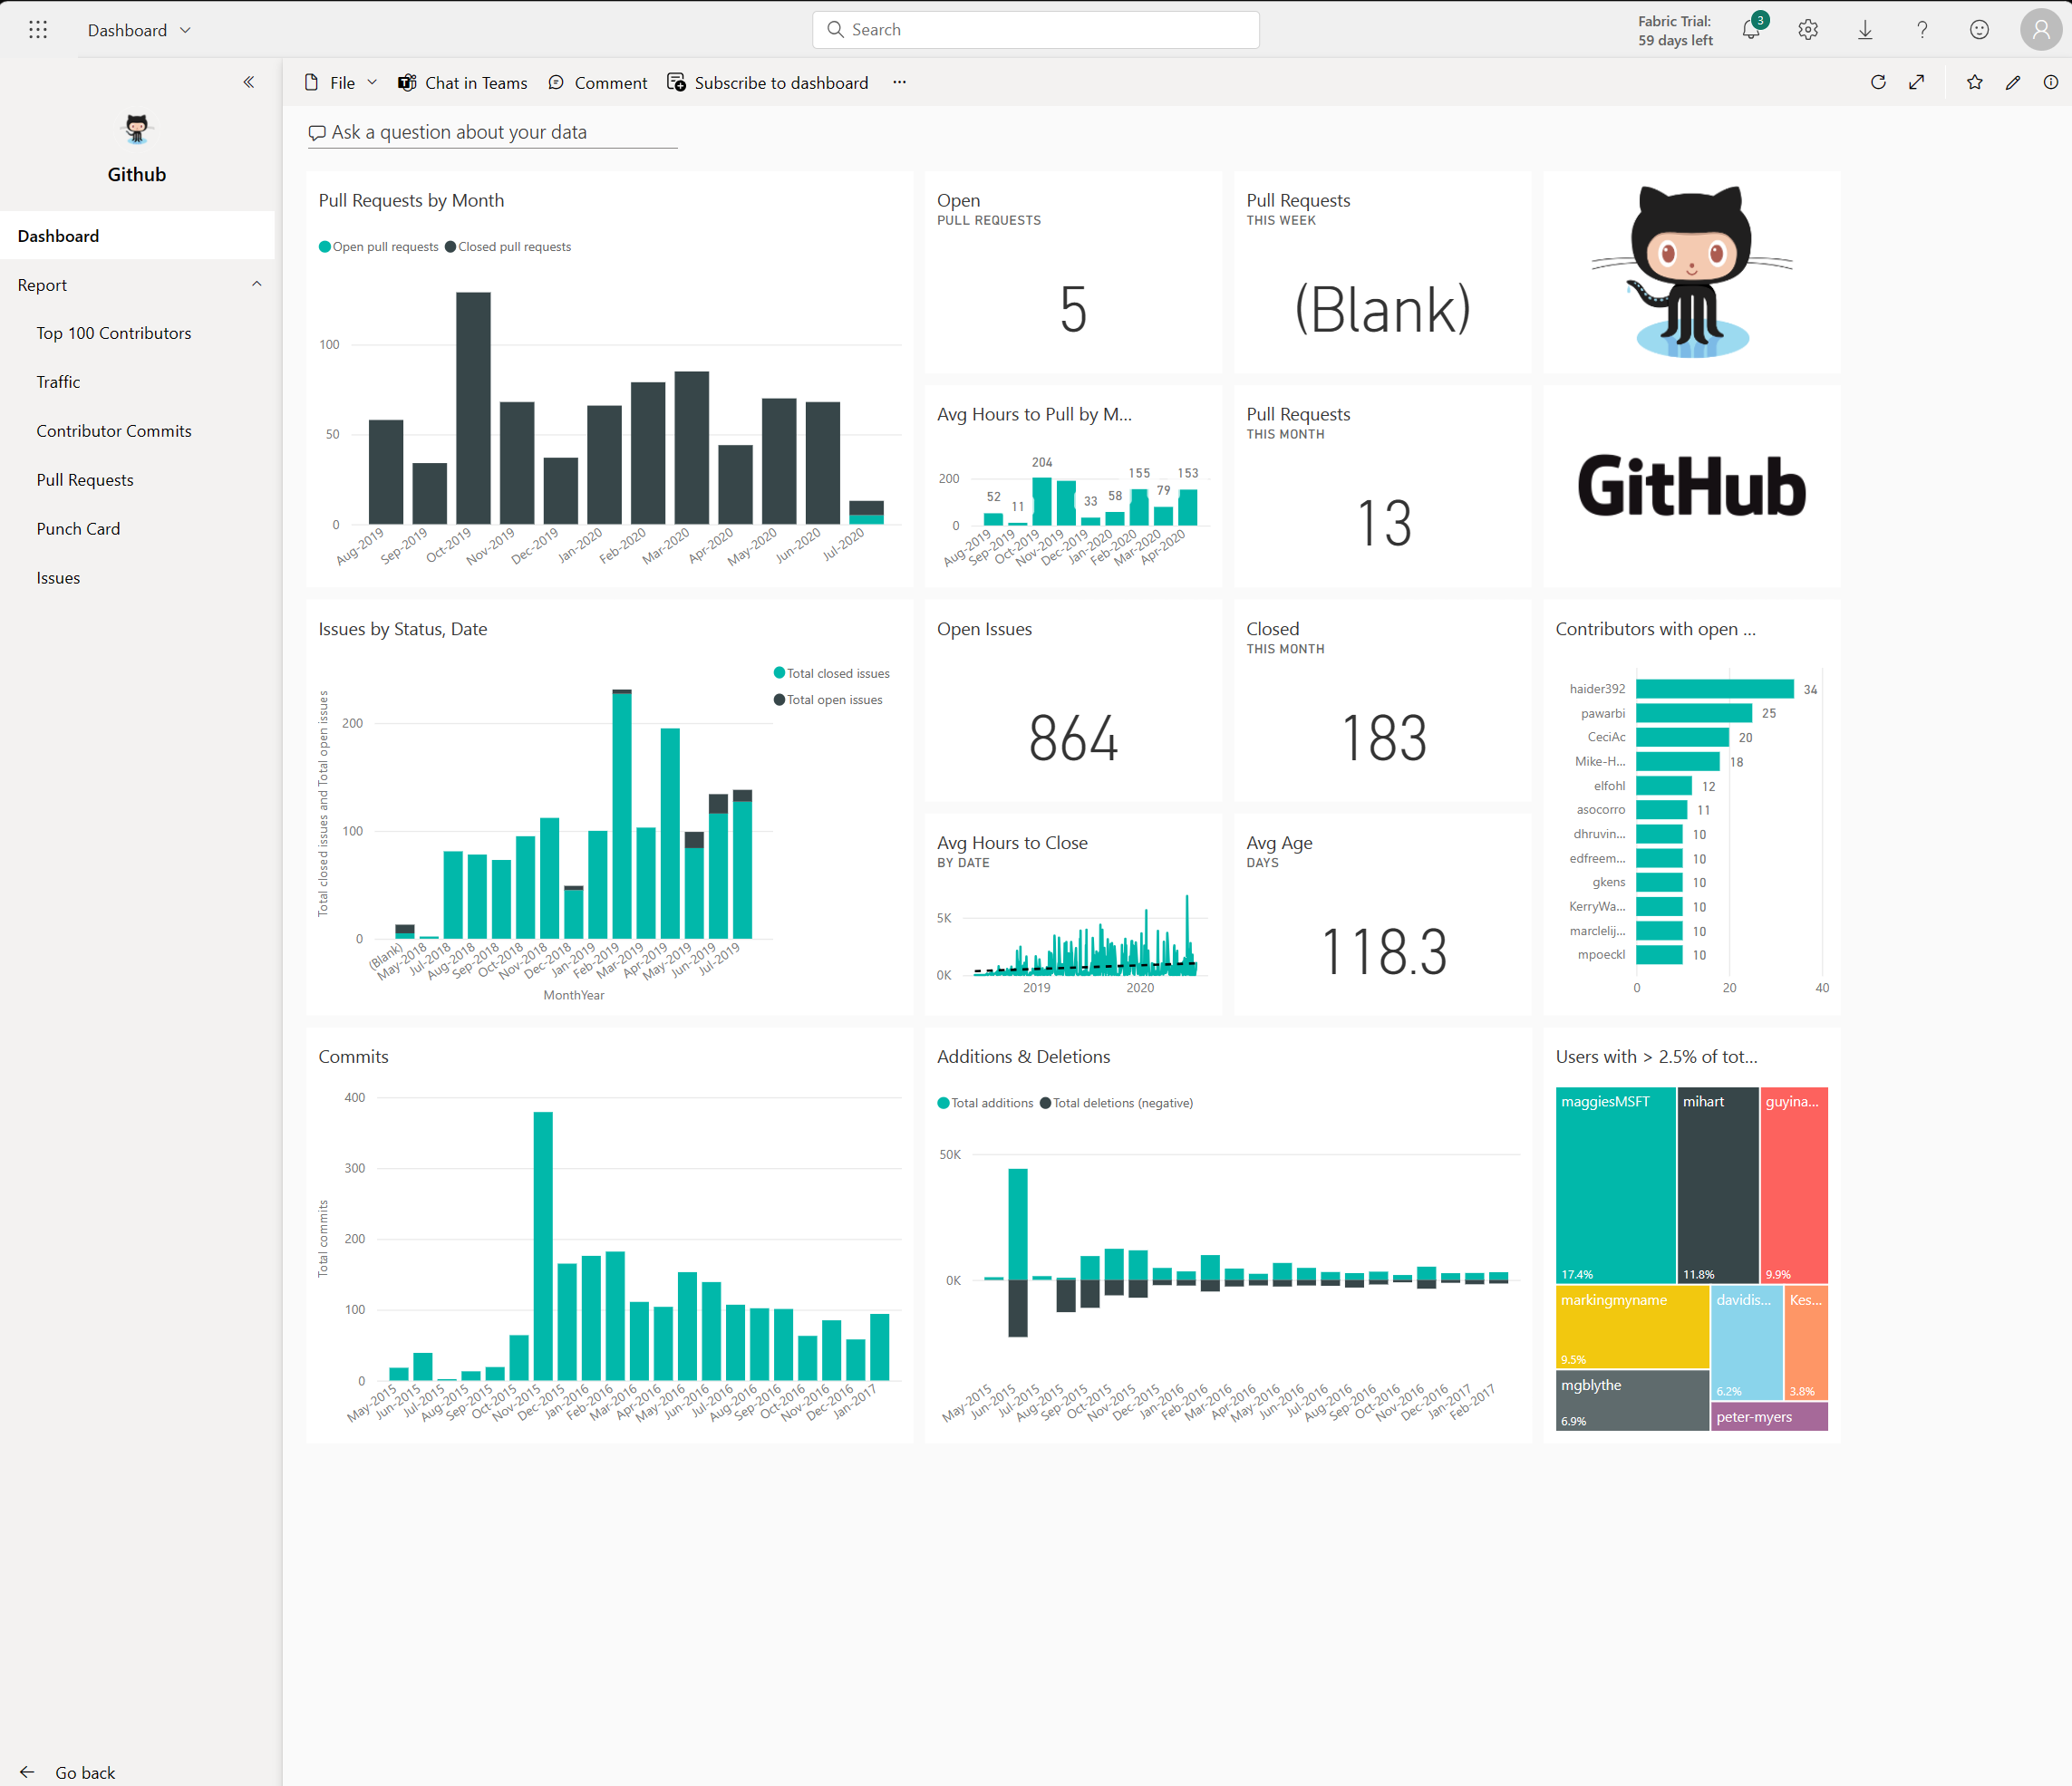 Dashboard
Search
Fabric Trial:
59 days left
3
Github
Dashboard
Report
Top 100 Contributors
Traffic
Contributor Commits
Pull Requests
Punch Card
Issues
Go back
File
Chat in Teams
Comment
Subscribe to dashboard
...
Ask a question about your data
Pull Requests by Month
Open pull requests Closed pull requests
100
50
0
Aug-2019 Sep-2019 Oct-2019 Nov-2019 Dec-2019 Jan-2020 Feb-2020 Mar-2020 Apr-2020 May-2020 Jun-2020 Jul-2020
Open
PULL REQUESTS
5
Pull Requests
THIS WEEK
(Blank)
Avg Hours to Pull by M...
200
0
52 11 204 33 58 155 79 153
Aug-2019 Sep-2019 Oct-2019 Nov-2019 Dec-2019 Jan-2020 Feb-2020 Mar-2020 Apr-2020
Pull Requests
THIS MONTH
13
GitHub
Issues by Status, Date
Total closed issues
Total open issues
Total closed issues and Total open issues
200
100
0
(Blank) May-2018 Jul-2018 Aug-2018 Sep-2018 Oct-2018 Nov-2018 Dec-2018 Jan-2019 Feb-2019 Mar-2019 Apr-2019 May-2019 Jun-2019 Jul-2019
MonthYear
Open Issues
864
Closed
THIS MONTH
183
Avg Hours to Close
BY DATE
5K
0K
2019 2020
Avg Age
DAYS
118.3
Contributors with open ...
haider392 34
pawarbi 25
CeciAc 20
Mike-H... 18
elfohl 12
asocorro 11
dhruvin... 10
edfreem... 10
gkens 10
KerryWa... 10
marclelij... 10
mpoeckl 10
0 20 40
Commits
Total commits
400
300
200
100
0
May-2015 Jun-2015 Jul-2015 Aug-2015 Sep-2015 Oct-2015 Nov-2015 Dec-2015 Jan-2016 Feb-2016 Mar-2016 Apr-2016 May-2016 Jun-2016 Jul-2016 Aug-2016 Sep-2016 Oct-2016 Nov-2016 Dec-2016 Jan-2017
Additions & Deletions
Total additions Total deletions (negative)
50K
0K
May-2015 Jun-2015 Jul-2015 Aug-2015 Sep-2015 Oct-2015 Nov-2015 Dec-2015 Jan-2016 Feb-2016 Mar-2016 Apr-2016 May-2016 Jun-2016 Jul-2016 Aug-2016 Sep-2016 Oct-2016 Nov-2016 Dec-2016 Jan-2017 Feb-2017
Users with > 2.5% of tot...
maggiesMSFT
17.4%
mihart
11.8%
guyina...
9.9%
markingmyname
9.5%
davidis...
6.2%
Kes...
3.8%
mgblythe
6.9%
peter-myers